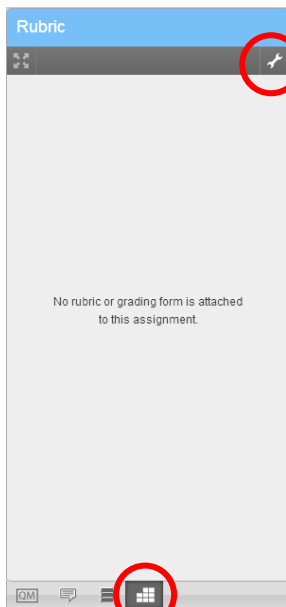 Rubric
No rubric or grading form is attached
to this assignment.
QM